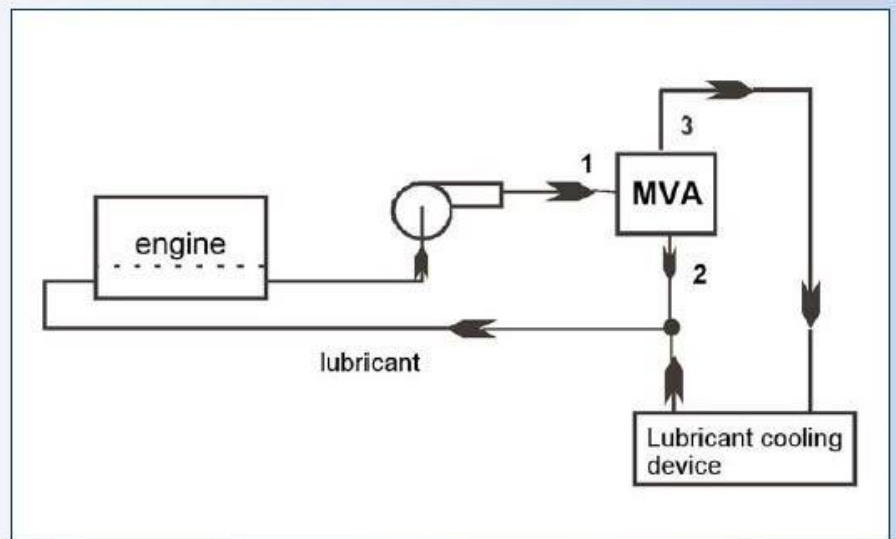 3
1
MVA
engine
2
lubricant
Lubricant cooling
device